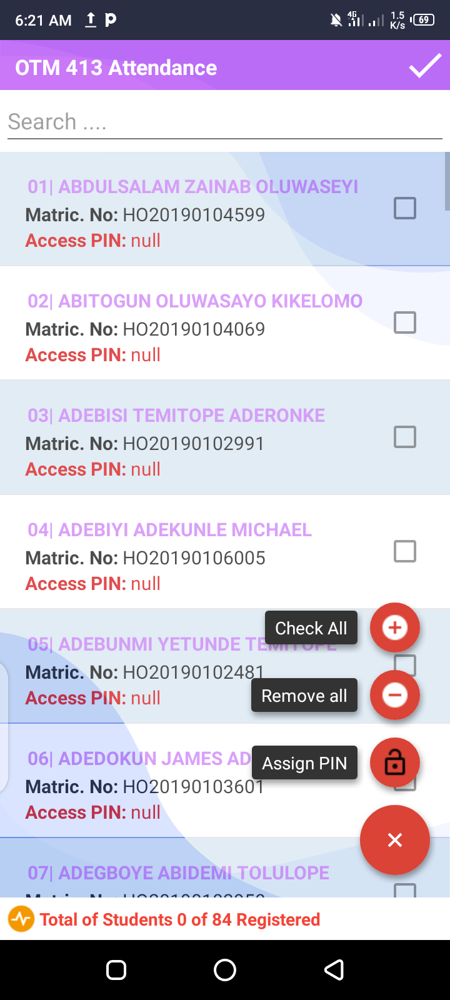 6:21 AM
4G
1.5
K/s
69
OTM 413 Attendance
Search ....
01| ABDULSALAM ZAINAB OLUWASEYI
Matric. No: HO20190104599
Access PIN: null
02| ABITOGUN OLUWASAYO KIKELOMO
Matric. No: HO20190104069
Access PIN: null
03| ADEBISI TEMITOPE ADERONKE
Matric. No: HO20190102991
Access PIN: null
04| ADEBIYI ADEKUNLE MICHAEL
Matric. No: HO20190106005
Access PIN: null
Check All
05| ADEBUNMI YETUNDE TEMITOPE
Matric. No: HO20190102481
Access PIN: null
Remove all
06| ADEDOKUN JAMES AD
Assign PIN
Matric. No: HO20190103601
Access PIN: null
07| ADEGBOYE ABIDEMI TOLULOPE
Matric. No:
Total of Students 0 of 84 Registered